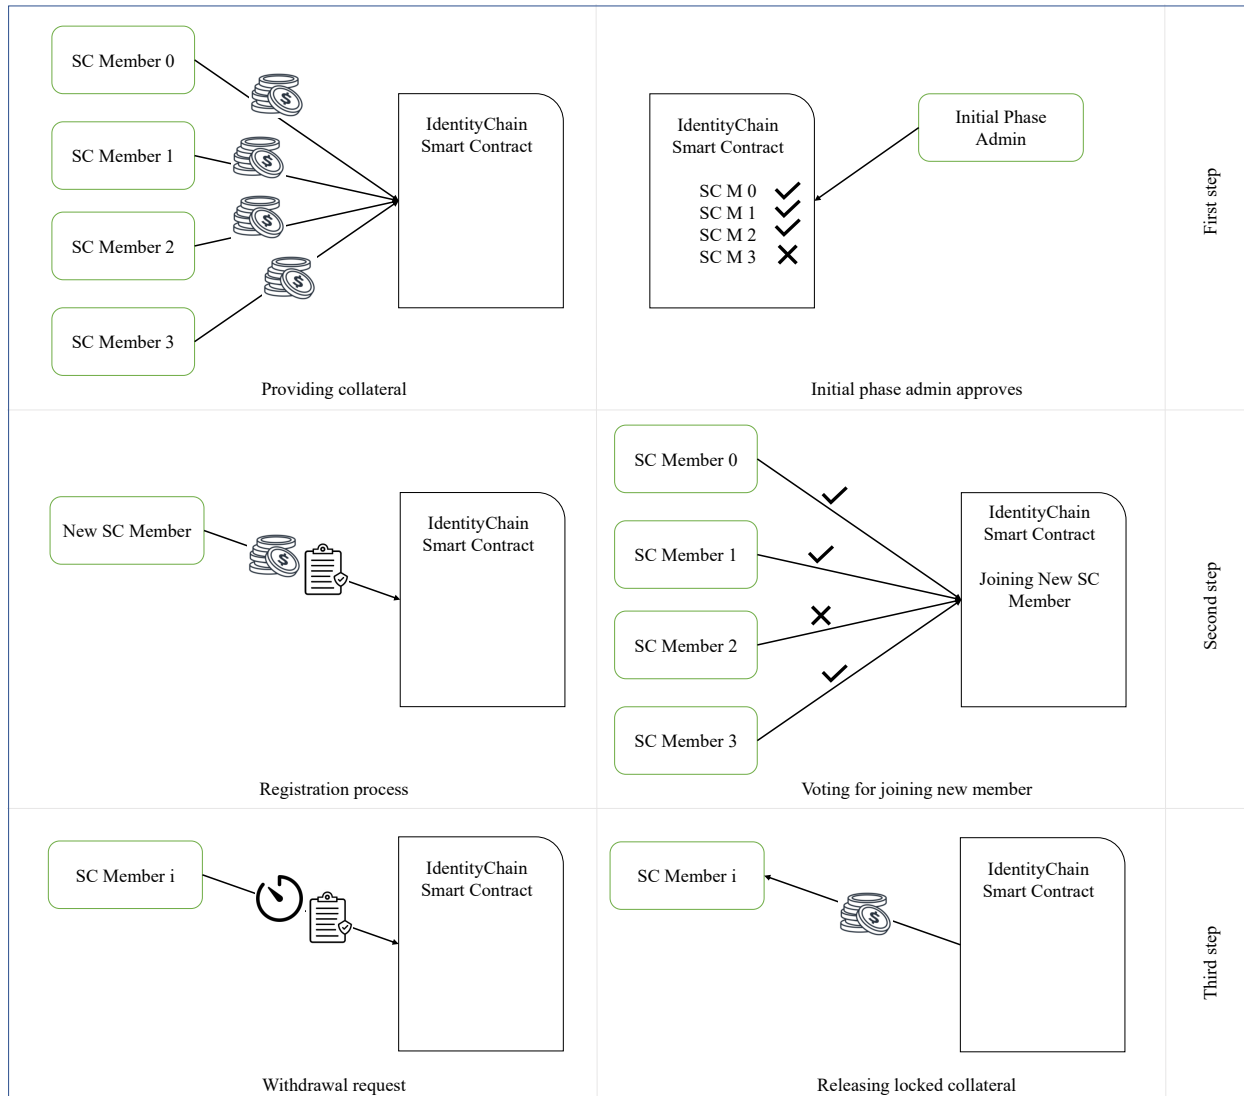 SC Member 0
SC Member 1
SC Member 2
SC Member 3
IdentityChain
Smart Contract
Providing collateral
IdentityChain
Smart Contract
SC M 0
SC M 1
SC M 2
SC M 3
Initial Phase
Admin
Initial phase admin approves
First step
New SC Member
IdentityChain
Smart Contract
Registration process
SC Member 0
SC Member 1
SC Member 2
SC Member 3
IdentityChain
Smart Contract
Joining New SC
Member
Voting for joining new member
Second step
SC Member i
IdentityChain
Smart Contract
Withdrawal request
SC Member i
IdentityChain
Smart Contract
Releasing locked collateral
Third step